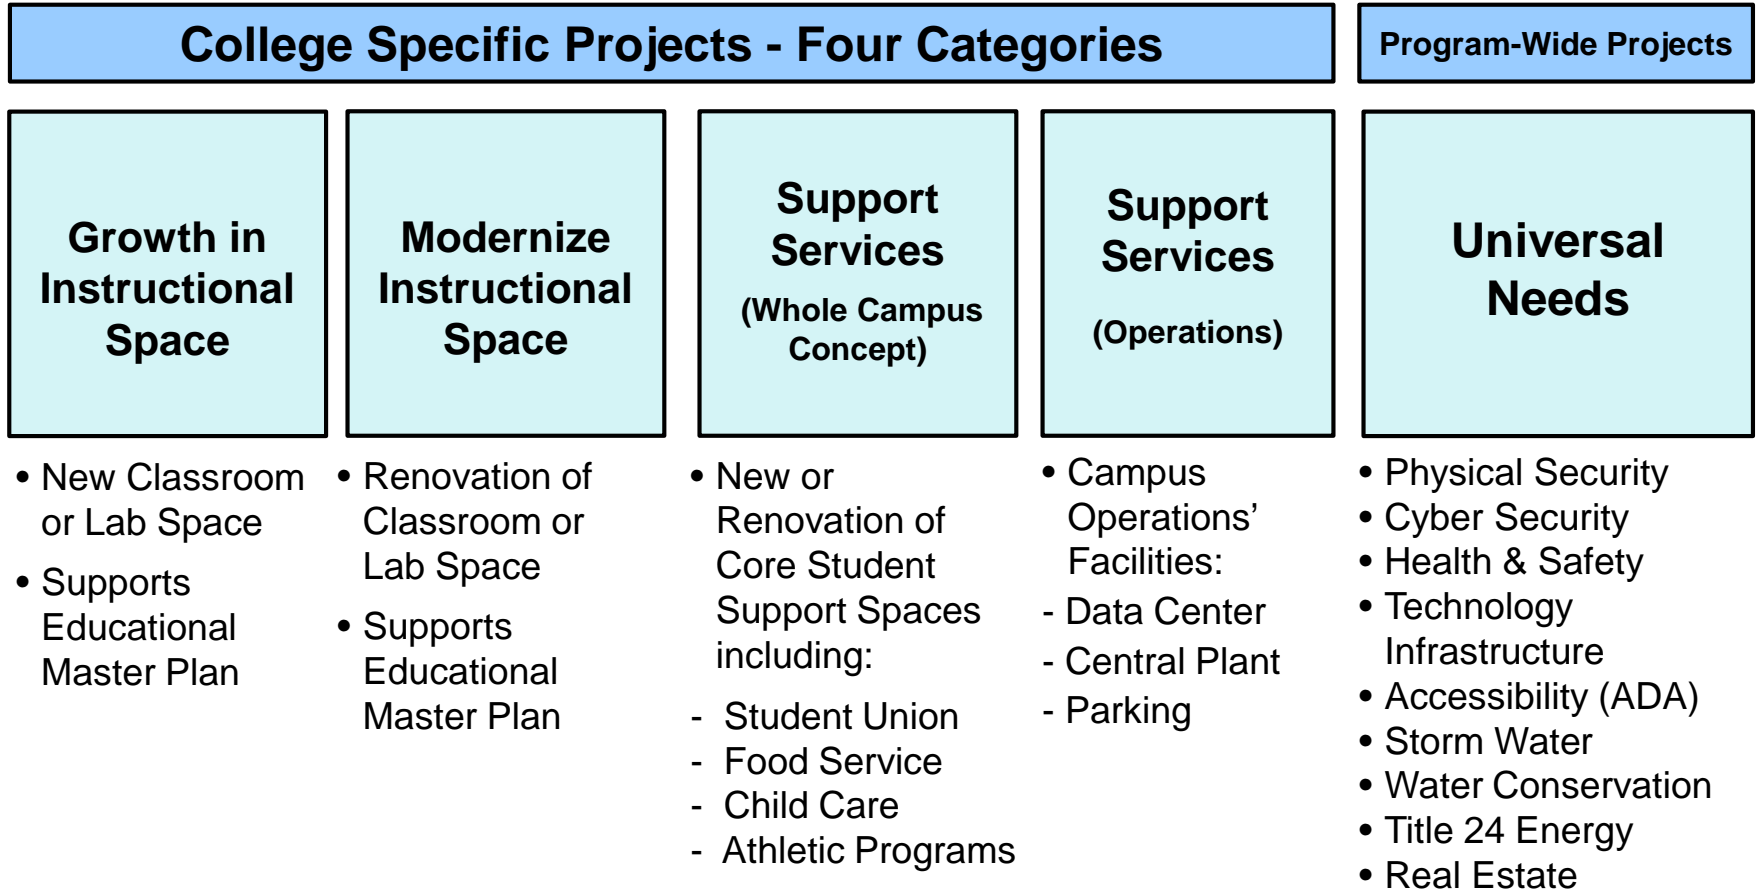 College Specific Projects - Four Categories
Program-Wide Projects
Growth in
Instructional
Space
Modernize
Instructional
Space
Support
Services
(Whole Campus
Concept)
Support
Services
(Operations)
Universal
Needs
• New Classroom
or Lab Space
• Supports
Educational
Master Plan
• Renovation of
Classroom or
Lab Space
• Supports
Educational
Master Plan
• New or
Renovation of
Core Student
Support Spaces
including:
- Student Union
- Food Service
- Child Care
- Athletic Programs
• Campus
Operations’
Facilities:
- Data Center
- Central Plant
- Parking
• Physical Security
• Cyber Security
• Health & Safety
• Technology
Infrastructure
• Accessibility (ADA)
• Storm Water
• Water Conservation
• Title 24 Energy
• Real Estate